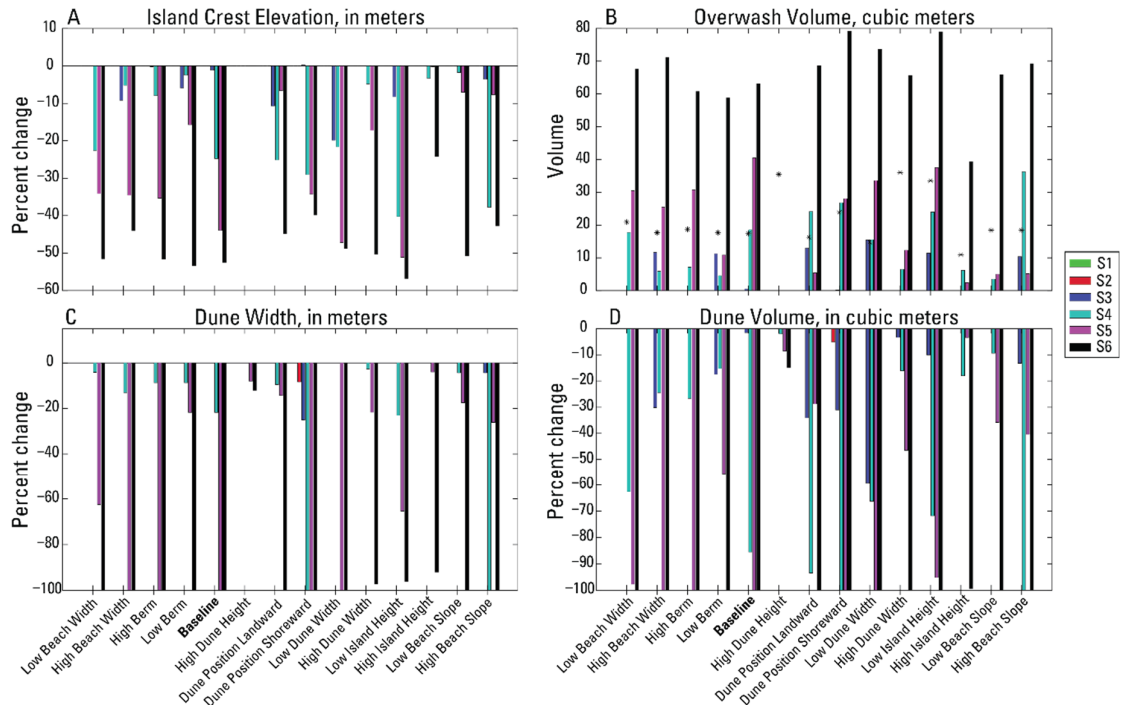 A Island Crest Elevation, in meters
10
0
−10
−20
−30
−40
−50
−60
Percent change
B Overwash Volume, cubic meters
80
70
60
50
40
30
20
10
0
Volume
S1
S2
S3
S4
S5
S6
C Dune Width, in meters
0
−20
−40
−60
−80
−100
Percent change
Low Beach Width
High Beach Width
High Berm
Low Berm
Baseline
High Dune Height
Dune Position Landward
Dune Position Shoreward
Low Dune Width
High Dune Width
Low Island Height
High Island Height
Low Beach Slope
High Beach Slope
D Dune Volume, in cubic meters
0
−10
−20
−30
−40
−50
−60
−70
−80
−90
−100
Percent change
Low Beach Width
High Beach Width
High Berm
Low Berm
Baseline
High Dune Height
Dune Position Landward
Dune Position Shoreward
Low Dune Width
High Dune Width
Low Island Height
High Island Height
Low Beach Slope
High Beach Slope